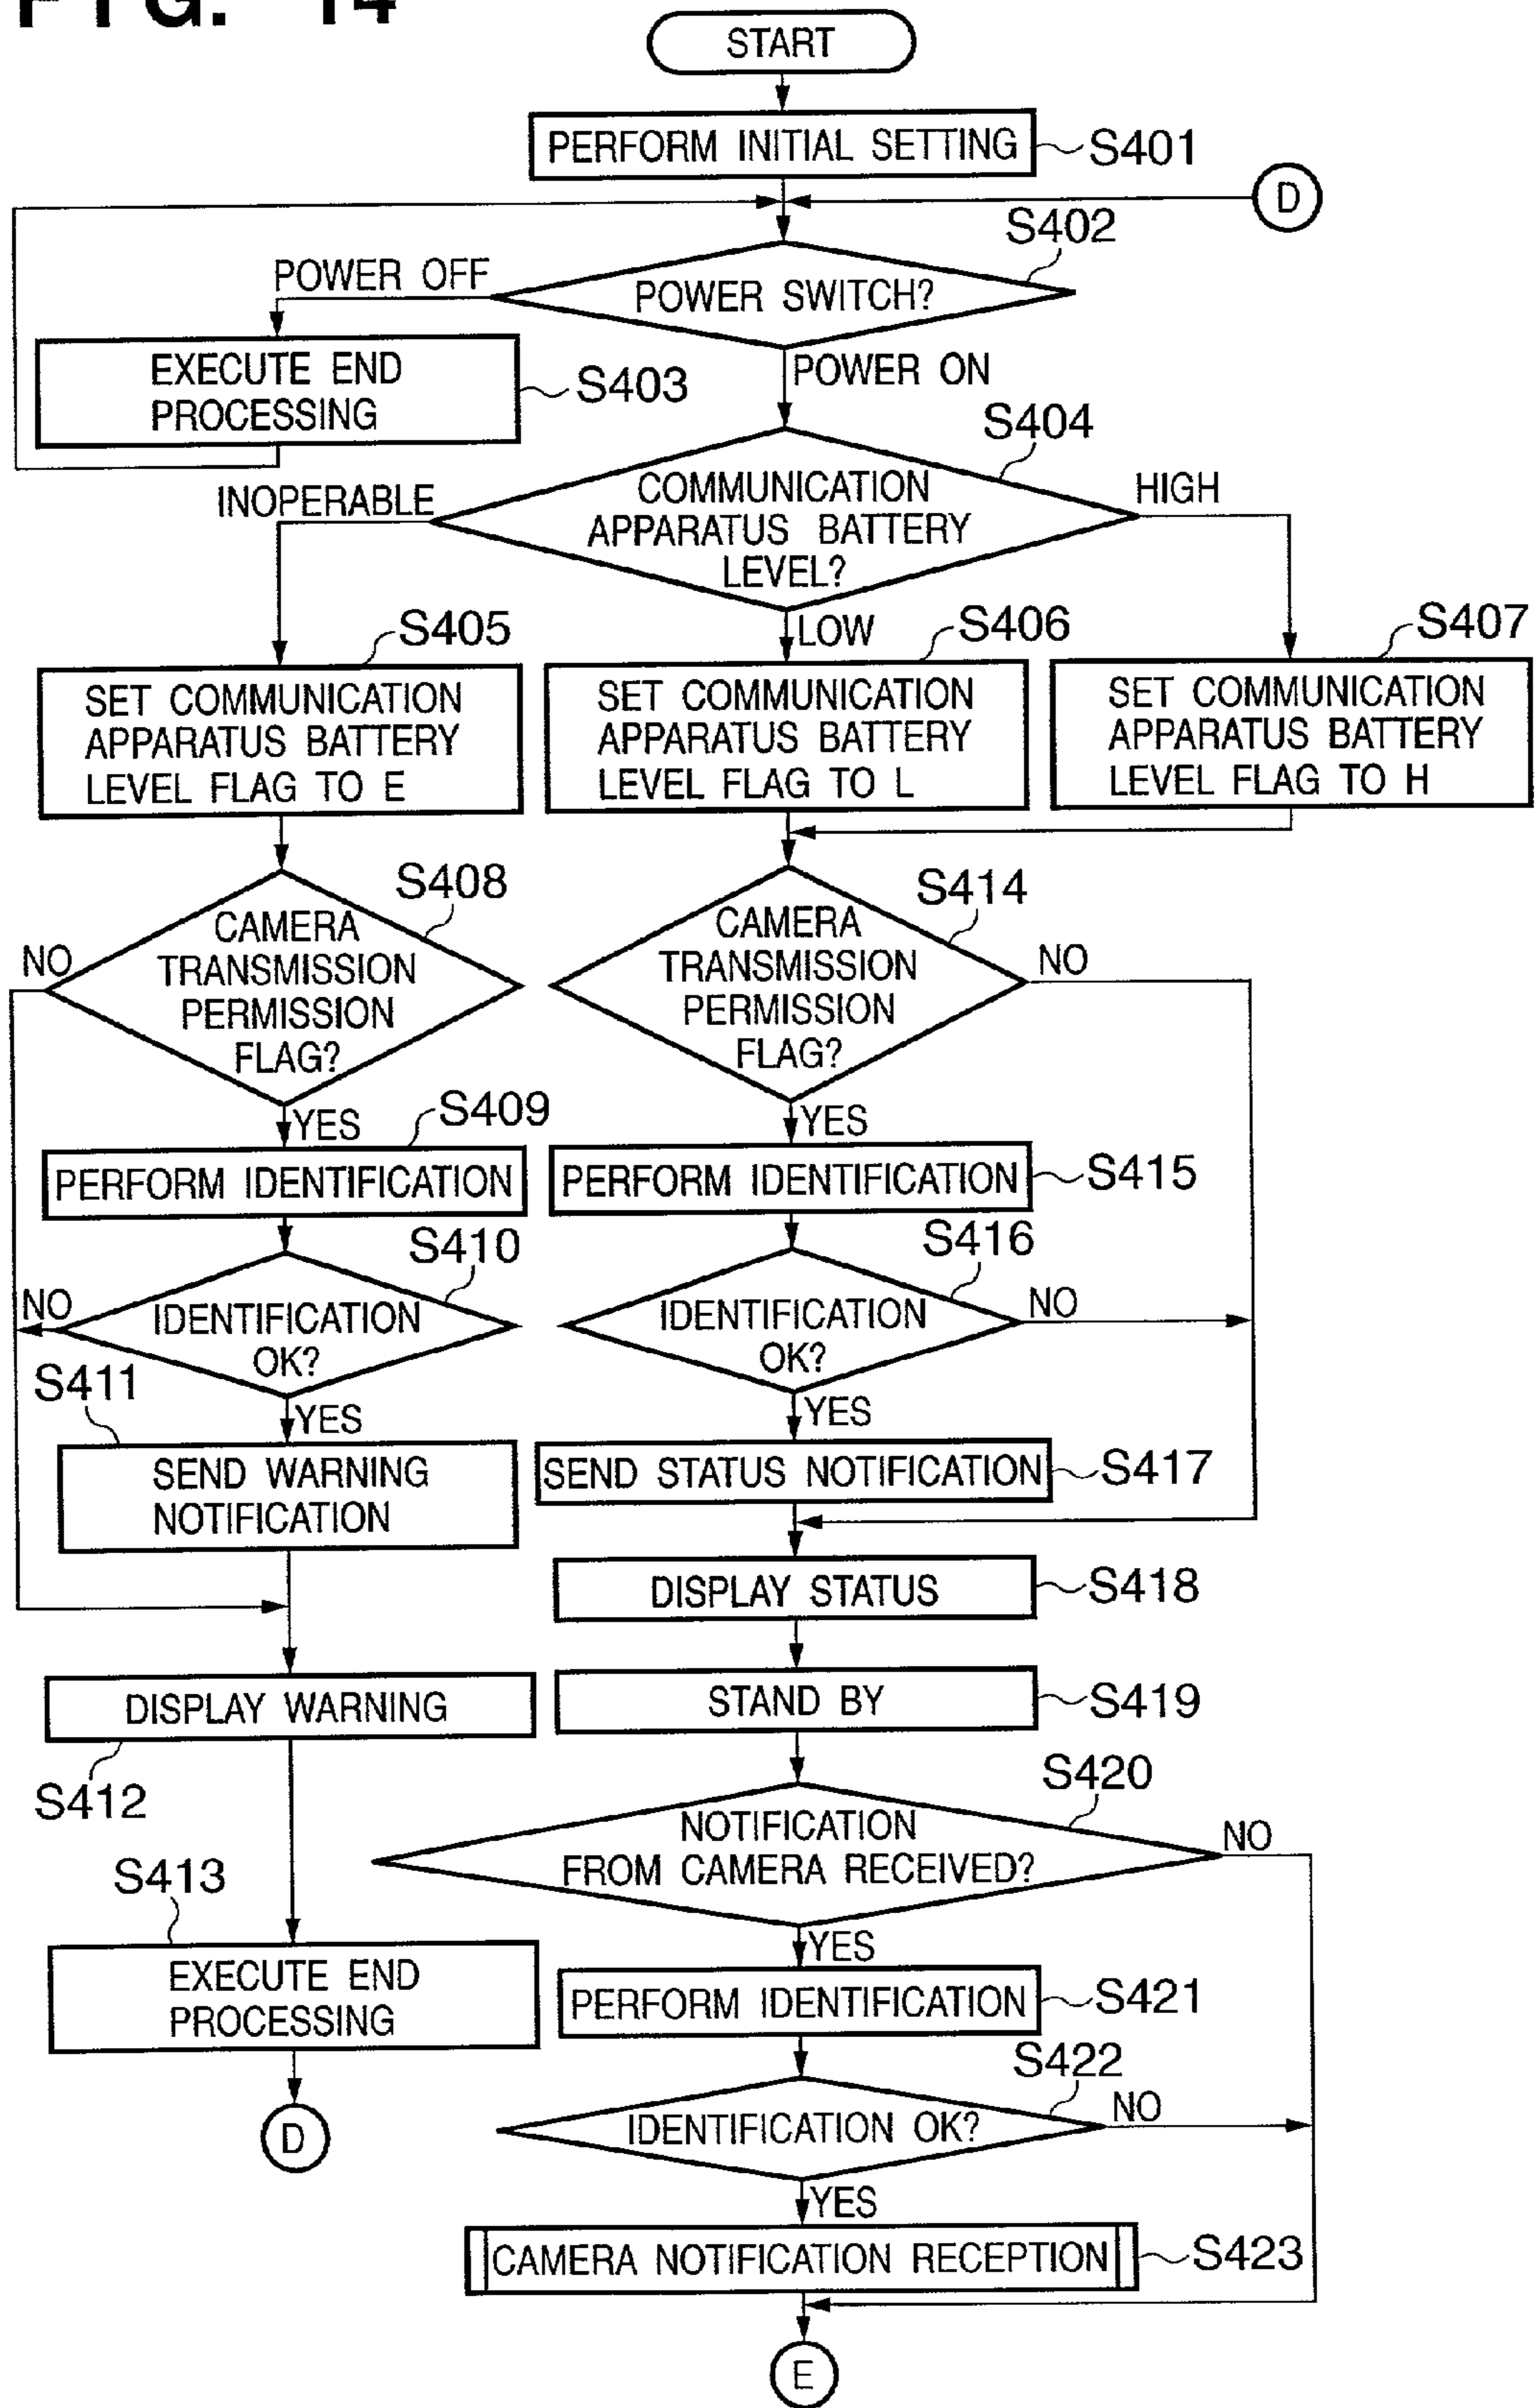 FIG. 14
START
PERFORM INITIAL SETTING
S401
D
S402
POWER OFF
POWER SWITCH?
EXECUTE END
PROCESSING
S403
POWER ON
S404
INOPERABLE
COMMUNICATION
APPARATUS BATTERY
LEVEL?
HIGH
S405
LOW
S406
S407
SET COMMUNICATION
APPARATUS BATTERY
LEVEL FLAG TO E
SET COMMUNICATION
APPARATUS BATTERY
LEVEL FLAG TO L
SET COMMUNICATION
APPARATUS BATTERY
LEVEL FLAG TO H
S408
NO
CAMERA
TRANSMISSION
PERMISSION
FLAG?
S414
CAMERA
TRANSMISSION
PERMISSION
FLAG?
NO
YES
S409
YES
PERFORM IDENTIFICATION
PERFORM IDENTIFICATION
S415
S410
NO
IDENTIFICATION
OK?
S416
IDENTIFICATION
OK?
NO
S411
YES
YES
SEND WARNING
NOTIFICATION
SEND STATUS NOTIFICATION
S417
DISPLAY STATUS
S418
DISPLAY WARNING
S412
STAND BY
S419
S420
NOTIFICATION
FROM CAMERA RECEIVED?
NO
S413
EXECUTE END
PROCESSING
D
YES
PERFORM IDENTIFICATION
S421
S422
IDENTIFICATION OK?
NO
YES
CAMERA NOTIFICATION RECEPTION
S423
E